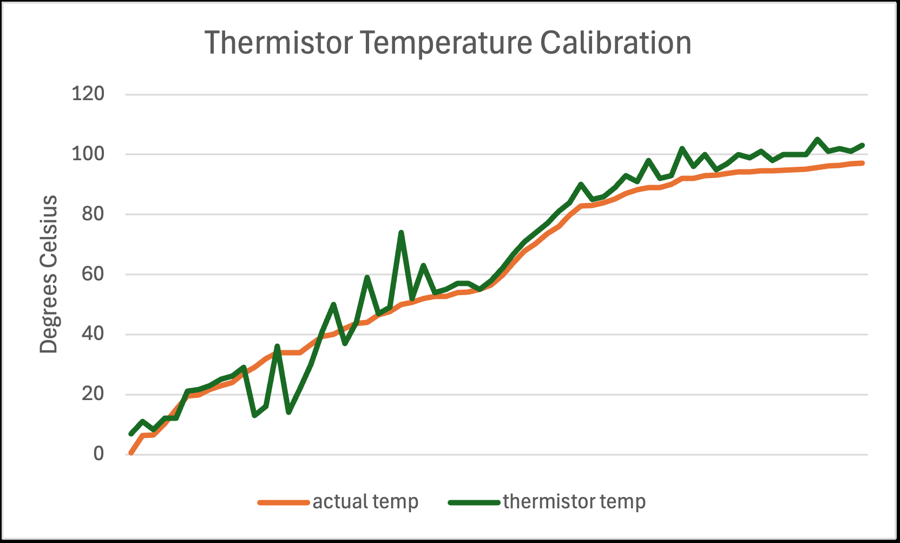 Thermistor Temperature Calibration
120
100
80
60
40
20
0
Degrees Celsius
actual temp
thermistor temp